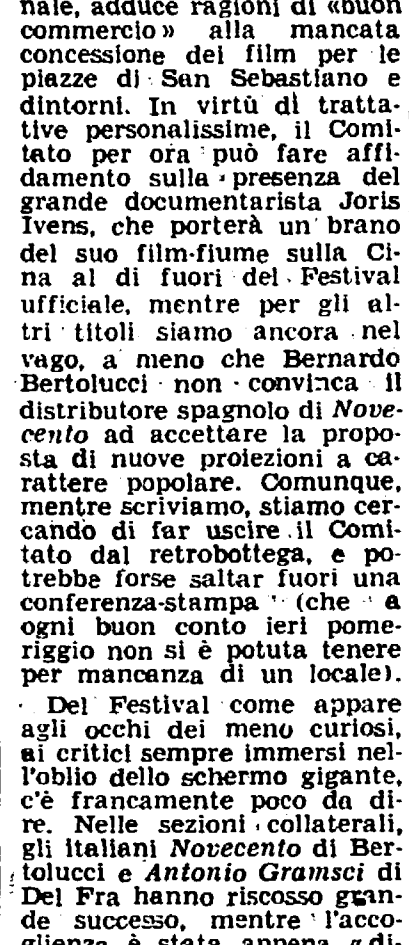 nale, adduce ragioni di «buon
commercio» alla mancata
concessione dei film per le
piazze di San Sebastiano e
dintorni. In virtù di tratta-
tive personalissime, il Comi-
tato per ora può fare affi-
damento sulla presenza del
grande documentarista Joris
Ivens, che porterà un brano
del suo film-fiume sulla Ci-
na al di fuori del Festival
ufficiale, mentre per gli al-
tri titoli siamo ancora nel
vago, a meno che Bernardo
Bertolucci non convinca il
distributore spagnolo di Nove-
cento ad accettare la propo-
sta di nuove proiezioni a ca-
rattere popolare. Comunque,
mentre scriviamo, stiamo cer-
cando di far uscire il Comi-
tato dal retrobottega, e po-
trebbe forse saltar fuori una
conferenza-stampa (che a
ogni buon conto ieri pome-
riggio non si è potuta tenere
per mancanza di un locale).
Del Festival come appare
agli occhi dei meno curiosi,
ai critici sempre immersi nel-
l'oblio dello schermo gigante,
c'è francamente poco da di-
re. Nelle sezioni collaterali,
gli italiani Novecento di Ber-
tolucci e Antonio Gramsci di
Del Fra hanno riscosso gran-
de successo, mentre l'acco-
glienza è stata appena «di-